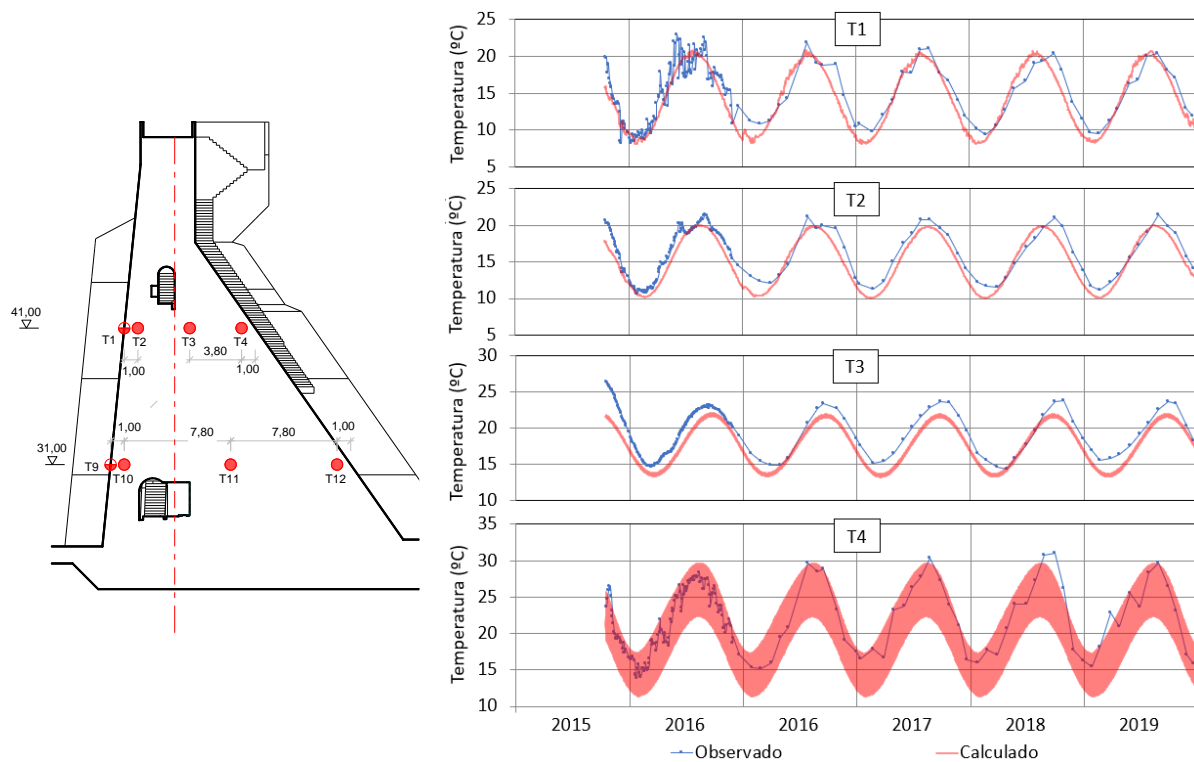 41,00
T1
T2
T3
T4
3,80
1,00
1,00
31,00
1,00
7,80
7,80
1,00
T9
T10
T11
T12
Temperatura (ºC)
25
20
15
10
5
T1
Temperatura (ºC)
25
20
15
10
5
T2
Temperatura (ºC)
30
25
20
15
10
T3
Temperatura (ºC)
35
30
25
20
15
10
T4
2015
2016
2016
2017
2018
2019
Observado
Calculado